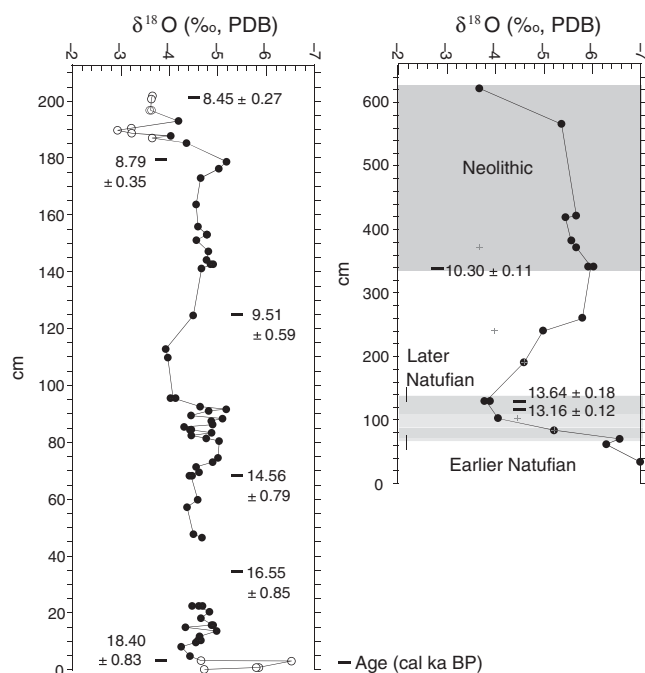 δ18 O (‰, PDB)
-2 -3 -4 -5 -6 -7
200
180
160
140
120
100
80
60
40
20
0
cm
8.45 ± 0.27
8.79
± 0.35
9.51
± 0.59
14.56
± 0.79
16.55
± 0.85
18.40
± 0.83
δ18 O (‰, PDB)
-2 -3 -4 -5 -6 -7
600
500
400
300
200
100
0
cm
Neolithic
10.30 ± 0.11
Later
Natufian
13.64 ± 0.18
13.16 ± 0.12
Earlier Natufian
Age (cal ka BP)